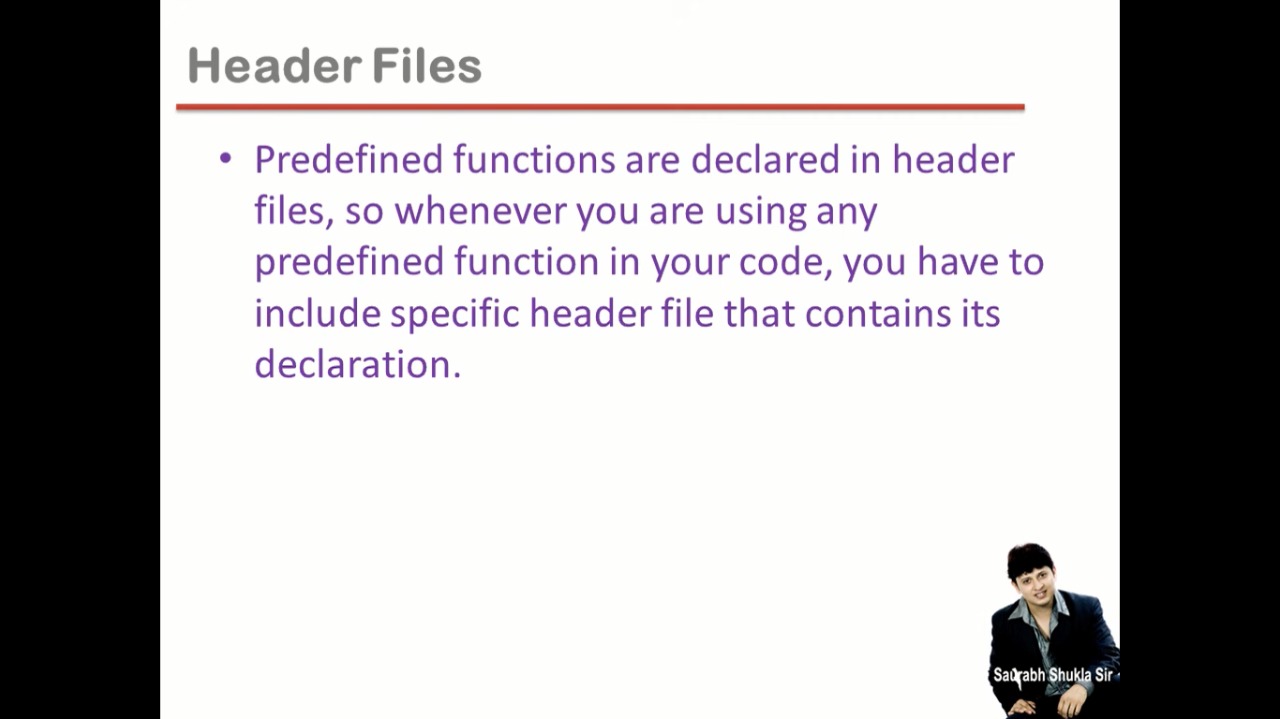 Header Files
• Predefined functions are declared in header
files, so whenever you are using any
predefined function in your code, you have to
include specific header file that contains its
declaration.
Saurabh Shukla Sir